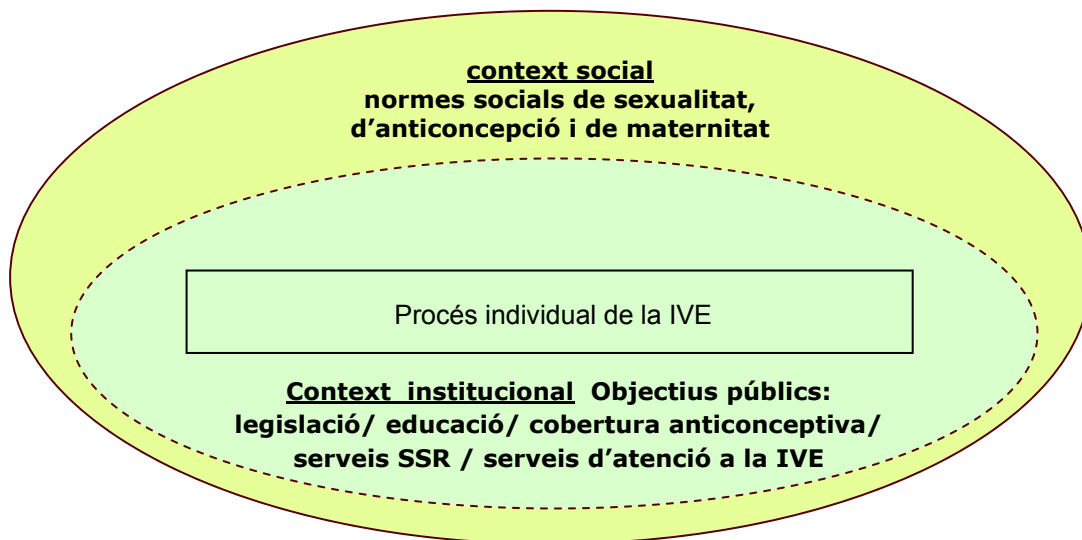 context social
normes socials de sexualitat,
d’anticoncepció i de maternitat
Procés individual de la IVE
Context institucional Objectius públics:
legislació/ educació/ cobertura anticonceptiva/
serveis SSR / serveis d’atenció a la IVE